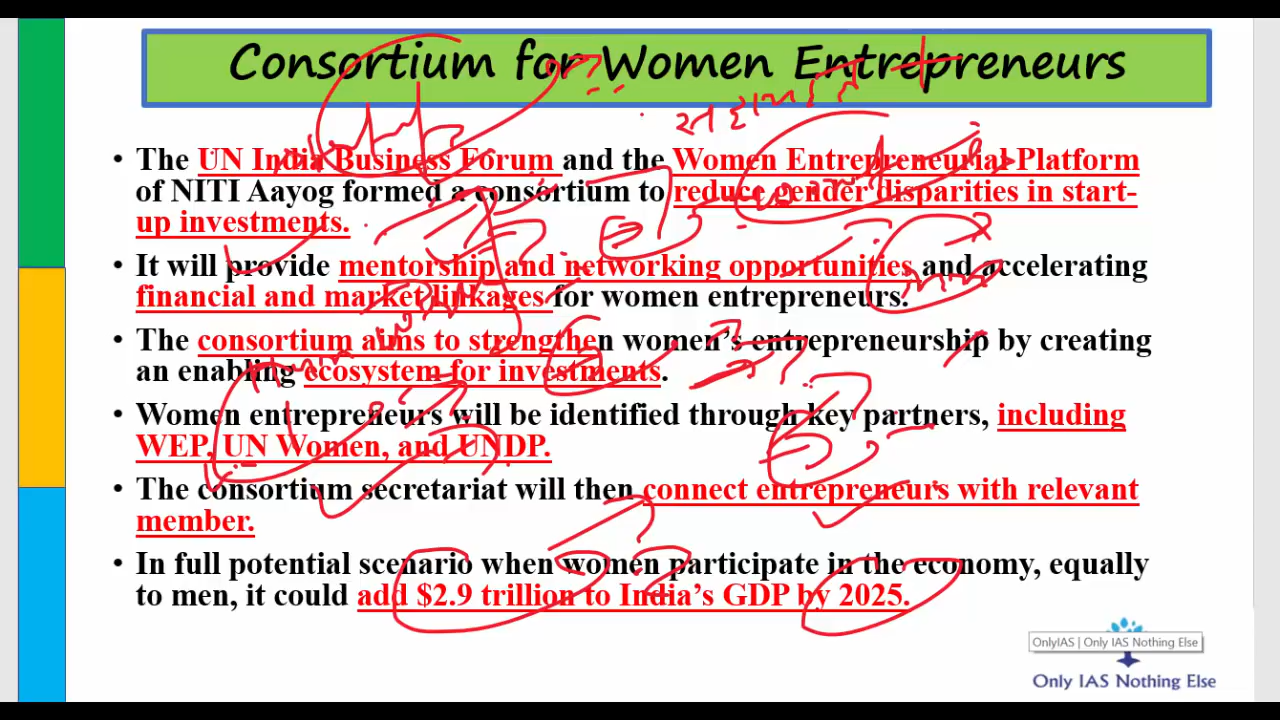 Consortium for Women Entrepreneurs
• The UN India Business Forum and the Women Entrepreneurial Platform
of NITI Aayog formed a consortium to reduce gender disparities in start-
up investments.
• It will provide mentorship and networking opportunities and accelerating
financial and market linkages for women entrepreneurs.
• The consortium aims to strengthen women's entrepreneurship by creating
an enabling ecosystem for investments.
• Women entrepreneurs will be identified through key partners, including
WEP, UN Women, and UNDP.
• The consortium secretariat will then connect entrepreneurs with relevant
member.
• In full potential scenario when women participate in the economy, equally
to men, it could add $2.9 trillion to India's GDP by 2025.
OnlyIAS | Only IAS Nothing Else
Only IAS Nothing Else